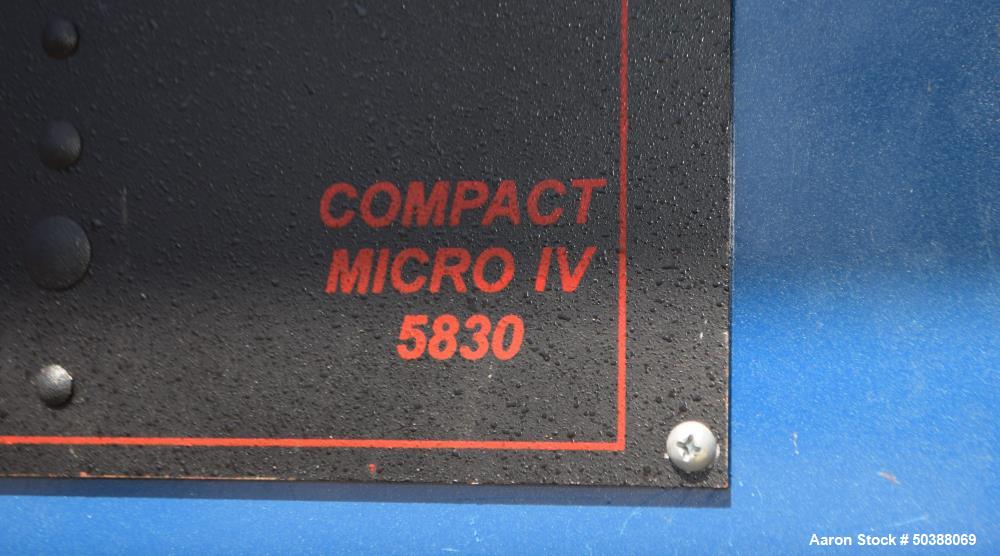 COMPACT
MICRO IV
5830
Aaron Stock # 50388069